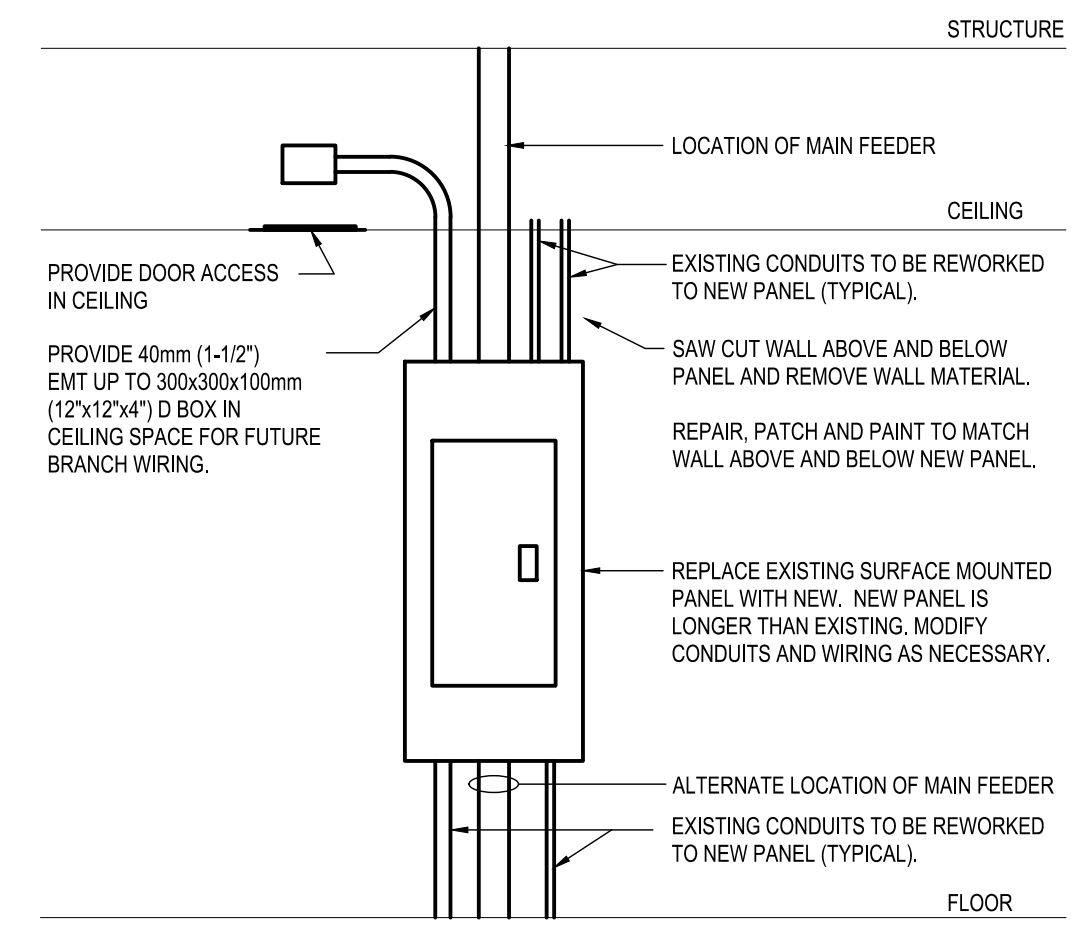 STRUCTURE
LOCATION OF MAIN FEEDER
CEILING
PROVIDE DOOR ACCESS
IN CEILING
EXISTING CONDUITS TO BE REWORKED
TO NEW PANEL (TYPICAL).
PROVIDE 40mm (1-1/2")
EMT UP TO 300x300x100mm
(12"x12"x4") D BOX IN
CEILING SPACE FOR FUTURE
BRANCH WIRING.
SAW CUT WALL ABOVE AND BELOW
PANEL AND REMOVE WALL MATERIAL.
REPAIR, PATCH AND PAINT TO MATCH
WALL ABOVE AND BELOW NEW PANEL.
REPLACE EXISTING SURFACE MOUNTED
PANEL WITH NEW. NEW PANEL IS
LONGER THAN EXISTING. MODIFY
CONDUITS AND WIRING AS NECESSARY.
ALTERNATE LOCATION OF MAIN FEEDER
EXISTING CONDUITS TO BE REWORKED
TO NEW PANEL (TYPICAL).
FLOOR